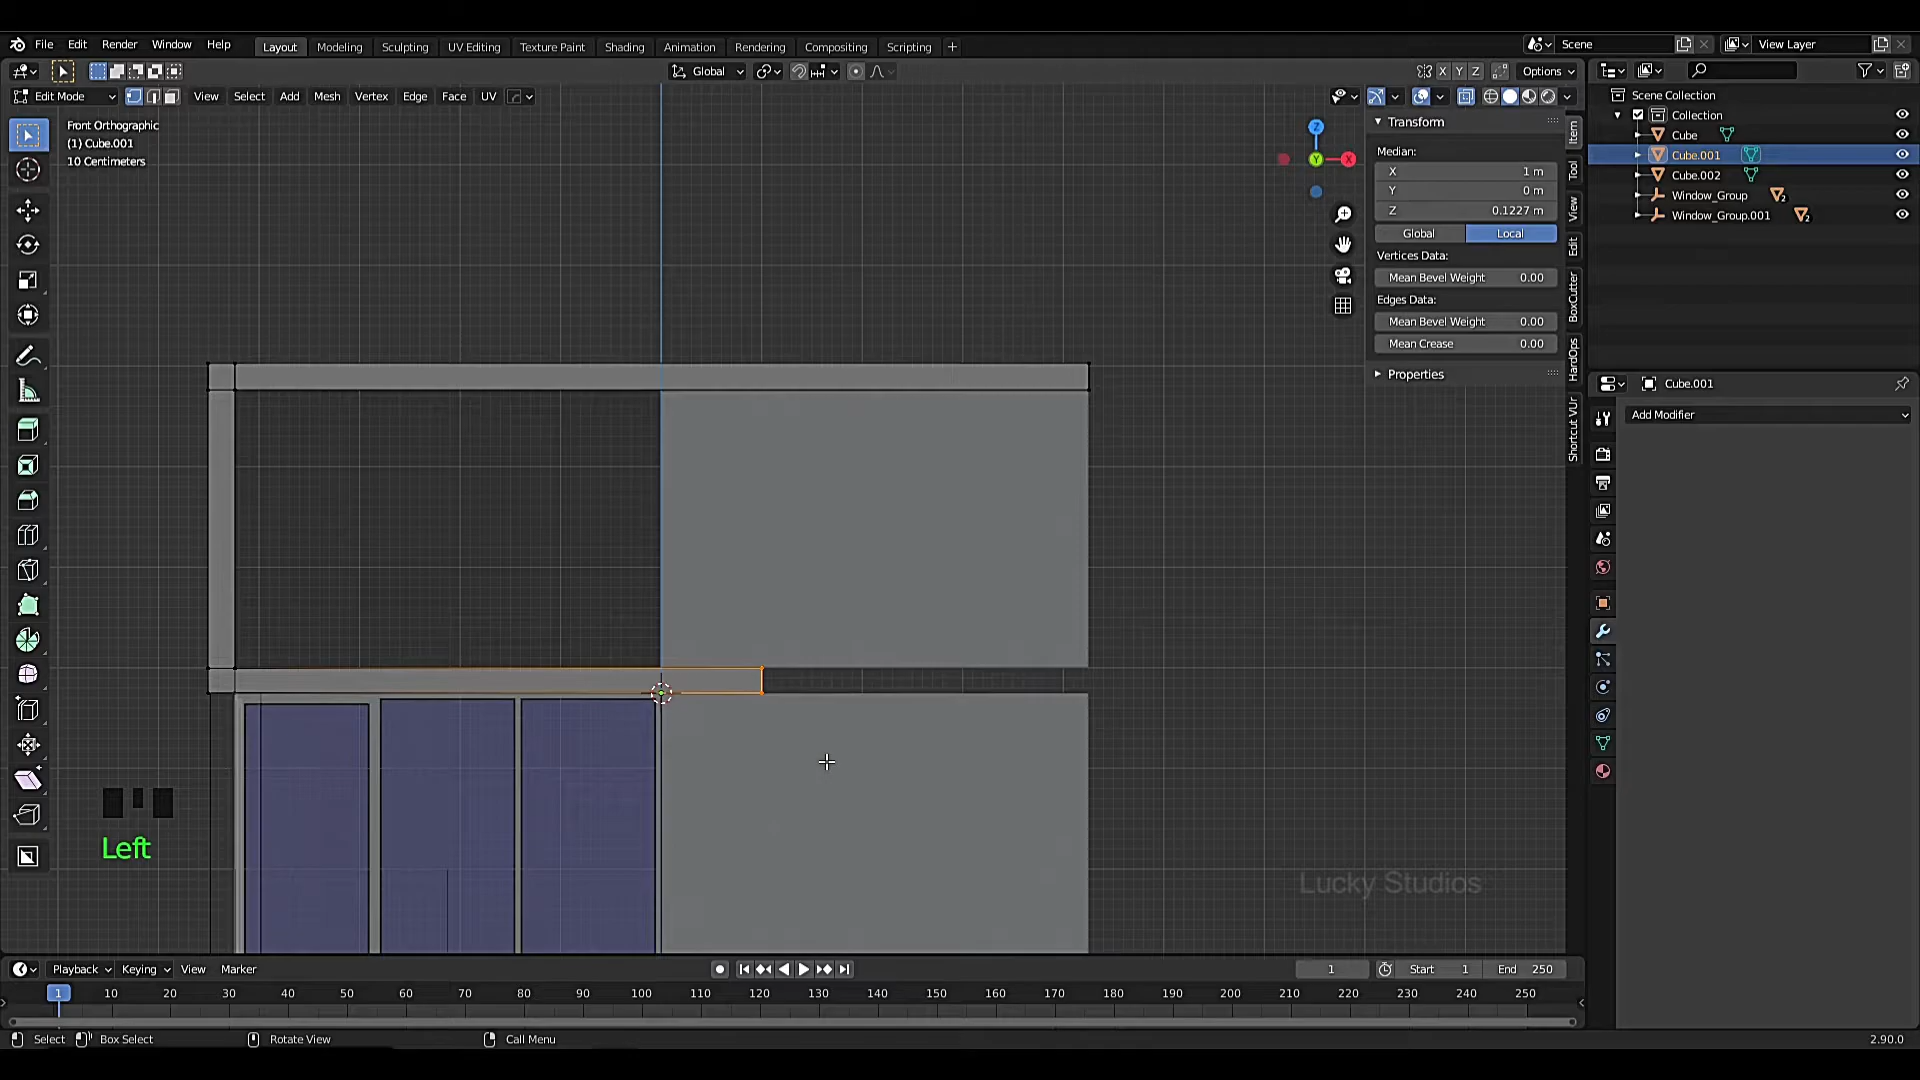 File Edit Render Window Help Layout Modeling Sculpting UV Editing Texture Paint Shading Animation Rendering Compositing Scripting + Scene View Layer
Global X Y Z Options
Edit Mode View Select Add Mesh Vertex Edge Face UV
Scene Collection
Collection
Cube
Cube.001
Cube.002
Window_Group 2
Window_Group.001 2
Front Orthographic
(1) Cube.001
10 Centimeters
Z
Y
X
Transform
Median:
X 1 m
Y 0 m
Z 0.1227 m
Global Local
Vertices Data:
Mean Bevel Weight 0.00
Edges Data:
Mean Bevel Weight 0.00
Mean Crease 0.00
Properties
Item
Tool
View
Edit
BoxCutter
HardOps
Shortcut VUr
Cube.001
Add Modifier
Left
Lucky Studios
Playback Keying View Marker 1 Start 1 End 250
1 10 20 30 40 50 60 70 80 90 100 110 120 130 140 150 160 170 180 190 200 210 220 230 240 250
Select Box Select Rotate View Call Menu 2.90.0